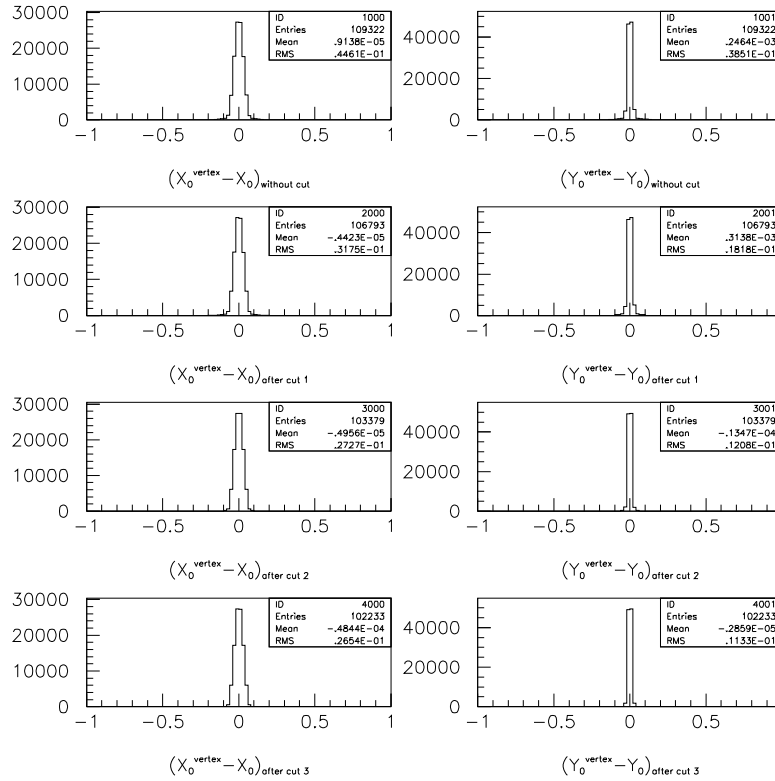 30000
20000
10000
0
-1 -0.5 0 0.5 1
ID 1000
Entries 109322
Mean .9138E-05
RMS .4461E-01
(X₀ᵛᵉʳᵗᵉˣ−X₀) without cut
40000
20000
0
-1 -0.5 0 0.5
ID 1001
Entries 109322
Mean .2464E-03
RMS .3851E-01
(Y₀ᵛᵉʳᵗᵉˣ−Y₀) without cut
30000
20000
10000
0
-1 -0.5 0 0.5 1
ID 2000
Entries 106793
Mean -.4423E-05
RMS .3175E-01
(X₀ᵛᵉʳᵗᵉˣ−X₀) after cut 1
40000
20000
0
-1 -0.5 0 0.5
ID 2001
Entries 106793
Mean .3138E-03
RMS .1818E-01
(Y₀ᵛᵉʳᵗᵉˣ−Y₀) after cut 1
30000
20000
10000
0
-1 -0.5 0 0.5 1
ID 3000
Entries 103379
Mean -.4956E-05
RMS .2727E-01
(X₀ᵛᵉʳᵗᵉˣ−X₀) after cut 2
40000
20000
0
-1 -0.5 0 0.5
ID 3001
Entries 103379
Mean -.1347E-04
RMS .1208E-01
(Y₀ᵛᵉʳᵗᵉˣ−Y₀) after cut 2
30000
20000
10000
0
-1 -0.5 0 0.5 1
ID 4000
Entries 102233
Mean -.4844E-04
RMS .2654E-01
(X₀ᵛᵉʳᵗᵉˣ−X₀) after cut 3
40000
20000
0
-1 -0.5 0 0.5
ID 4001
Entries 102233
Mean -.2859E-05
RMS .1133E-01
(Y₀ᵛᵉʳᵗᵉˣ−Y₀) after cut 3